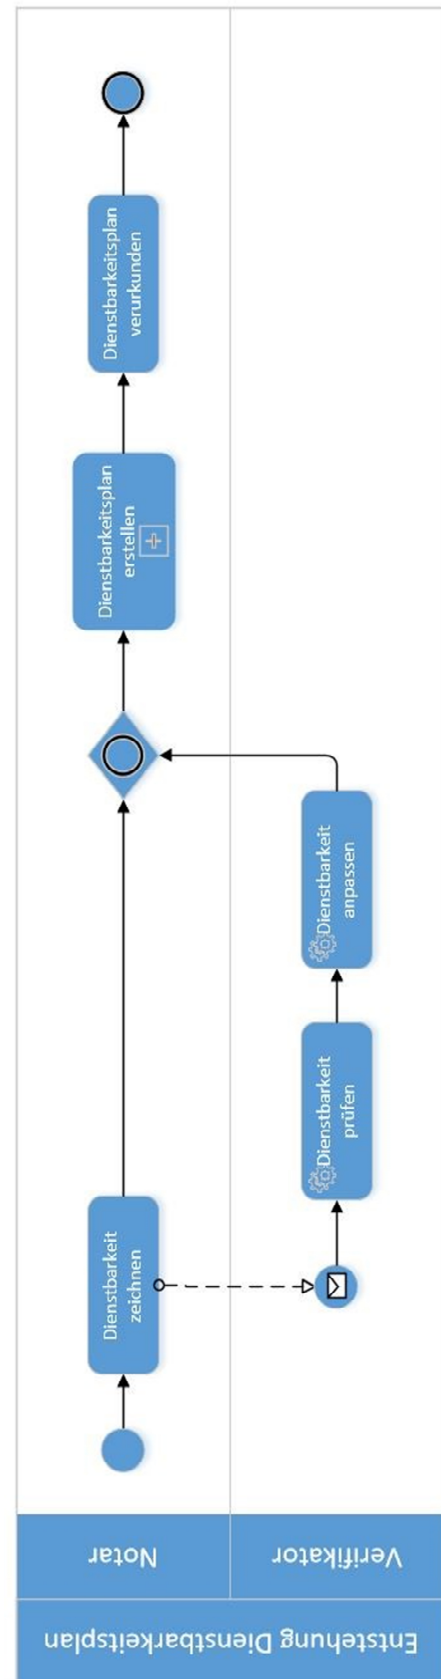 Entstehung Dienstbarkeitsplan
Notar
Dienstbarkeit
zeichnen
Dienstbarkeitsplan
erstellen
Dienstbarkeitsplan
verurkunden
Verifikator
Dienstbarkeit
prüfen
Dienstbarkeit
anpassen